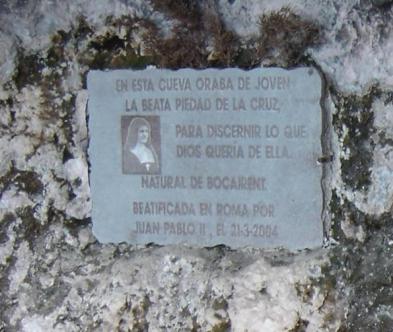 EN ESTA CUEVA ORABA DE JOVEN
LA BEATA PIEDAD DE LA CRUZ,
PARA DISCERNIR LO QUE
DIOS QUERIA DE ELLA.
NATURAL DE BOCAIRENT.
BEATIFICADA EN ROMA POR
JUAN PABLO II , EL 21-3-2004